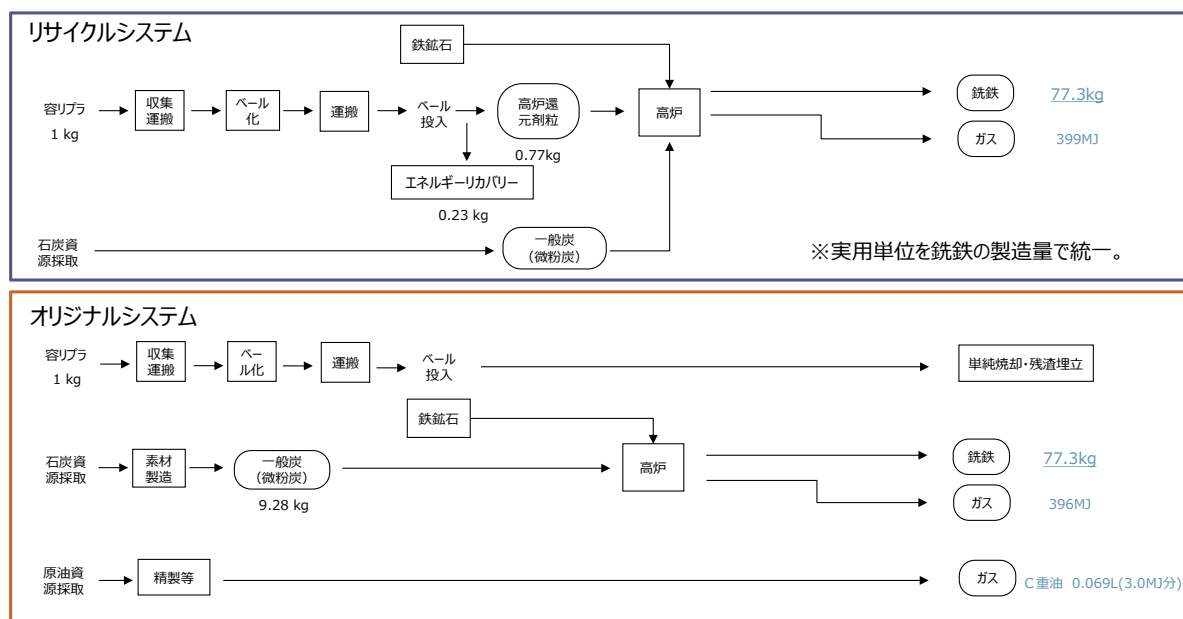 リサイクルシステム
鉄鉱石
容リプラ
1 kg
収集
運搬
ベール
化
運搬
ベール
投入
高炉還
元剤粒
0.77kg
高炉
銑鉄
77.3kg
ガス
399MJ
エネルギーリカバリー
0.23 kg
石炭資
源採取
一般炭
(微粉炭)
※実用単位を銑鉄の製造量で統一。
オリジナルシステム
容リプラ
1 kg
収集
運搬
ベー
ル化
運搬
ベール
投入
単純焼却・残渣埋立
鉄鉱石
石炭資
源採取
素材
製造
一般炭
(微粉炭)
9.28 kg
高炉
銑鉄
77.3kg
ガス
396MJ
原油資
源採取
精製等
ガス
C重油 0.069L(3.0MJ分)